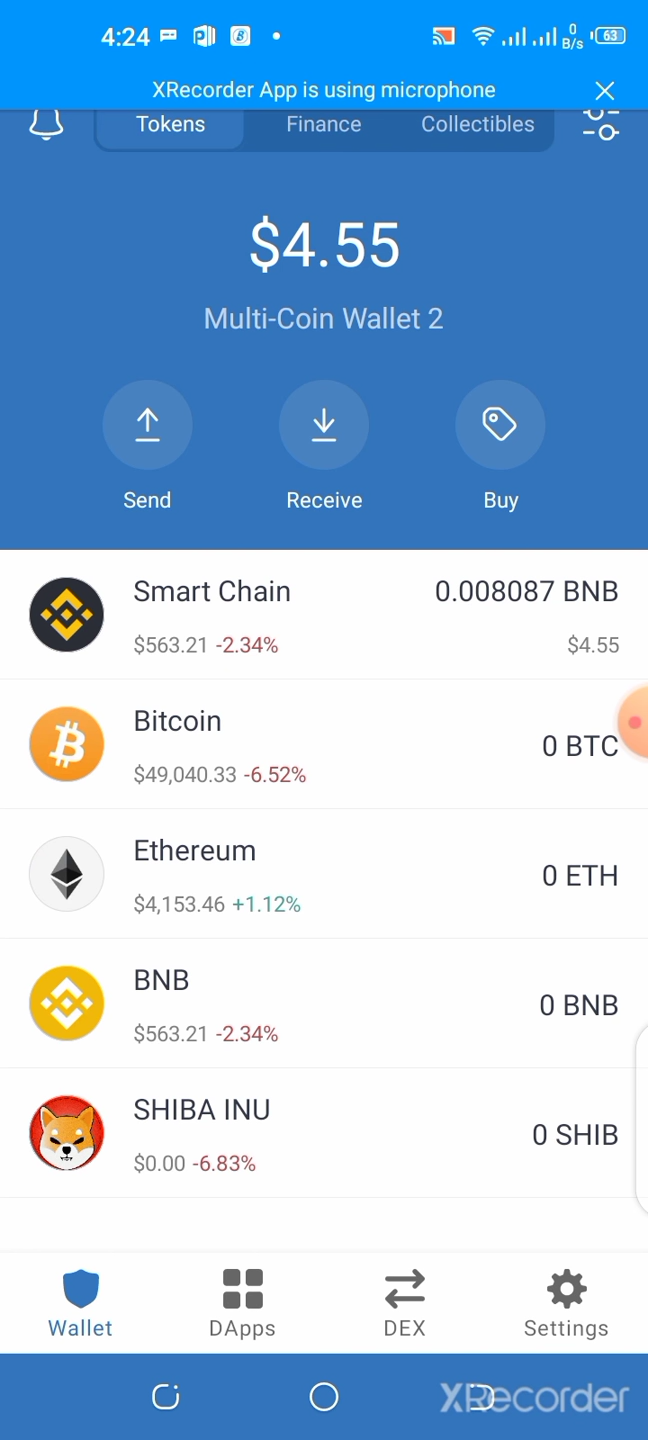 4:24
0 B/s 63
XRecorder App is using microphone
Tokens Finance Collectibles
$4.55
Multi-Coin Wallet 2
Send Receive Buy
Smart Chain 0.008087 BNB
$563.21 -2.34% $4.55
Bitcoin
0 BTC
$49,040.33 -6.52%
Ethereum
0 ETH
$4,153.46 +1.12%
BNB
0 BNB
$563.21 -2.34%
SHIBA INU
0 SHIB
$0.00 -6.83%
Wallet DApps DEX Settings
XRecorder